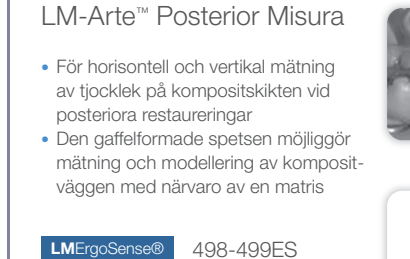 LM-Arte™ Posterior Misura
• För horisontell och vertikal mätning
av tjocklek på kompositskikten vid
posteriora restaureringar
• Den gaffelformade spetsen möjliggör
mätning och modellering av komposit-
väggen med närvaro av en matris
LMErgoSense® 498-499ES